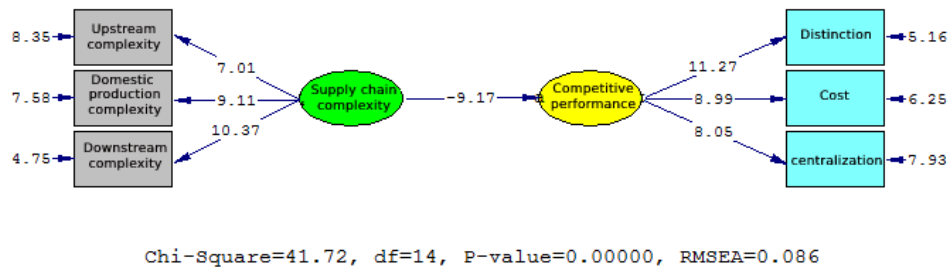 Upstream
complexity
8.35
7.01
Domestic
production
complexity
7.58
9.11
Downstream
complexity
4.75
10.37
Supply chain
complexity
-9.17
Competitive
performance
11.27
Distinction
5.16
8.99
Cost
6.25
8.05
centralization
7.93
Chi-Square=41.72, df=14, P-value=0.00000, RMSEA=0.086